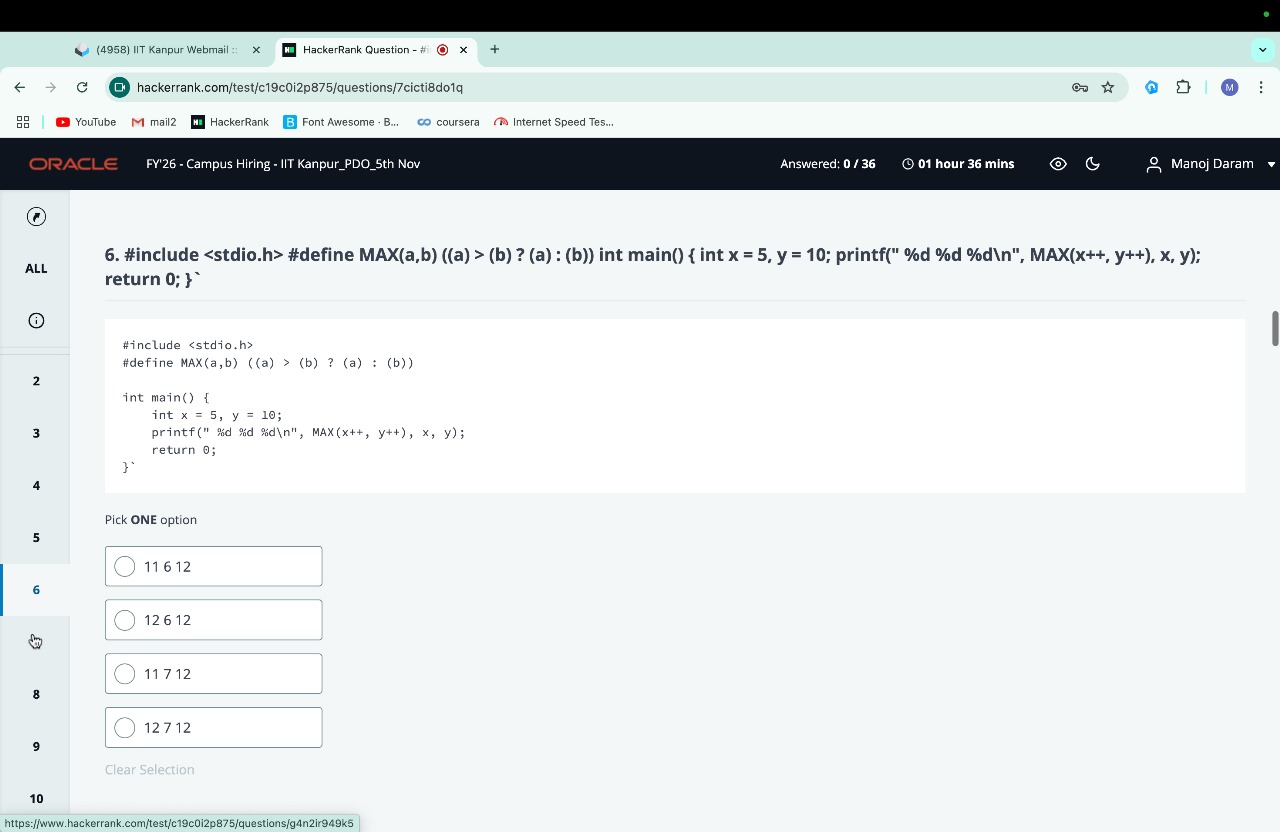 (4958) IIT Kanpur Webmail ::
HackerRank Question - #i
hackerrank.com/test/c19c0i2p875/questions/7cicti8do1q
M
YouTube
mail2
HackerRank
Font Awesome · B...
coursera
Internet Speed Tes...
ORACLE
FY'26 - Campus Hiring - IIT Kanpur_PDO_5th Nov
Answered: 0 / 36
01 hour 36 mins
Manoj Daram
ALL
2
3
4
5
6
8
9
10
6. #include <stdio.h> #define MAX(a,b) ((a) > (b) ? (a) : (b)) int main() { int x = 5, y = 10; printf(" %d %d %d\n", MAX(x++, y++), x, y);
return 0; }`
#include <stdio.h>
#define MAX(a,b) ((a) > (b) ? (a) : (b))
int main() {
int x = 5, y = 10;
printf(" %d %d %d\n", MAX(x++, y++), x, y);
return 0;
}`
Pick ONE option
11 6 12
12 6 12
11 7 12
12 7 12
Clear Selection
https://www.hackerrank.com/test/c19c0i2p875/questions/g4n2ir949k5